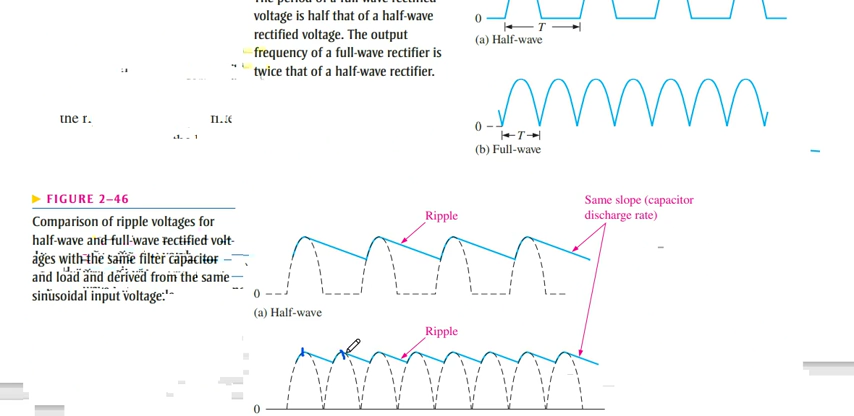 voltage is half that of a half-wave
rectified voltage. The output
frequency of a full-wave rectifier is
twice that of a half-wave rectifier.
0
T
(a) Half-wave
0
T
(b) Full-wave
FIGURE 2–46
Comparison of ripple voltages for
half-wave and full-wave rectified volt-
ages with the same filter capacitor
and load and derived from the same
sinusoidal input voltage.
Ripple
Same slope (capacitor
discharge rate)
0
(a) Half-wave
Ripple
0